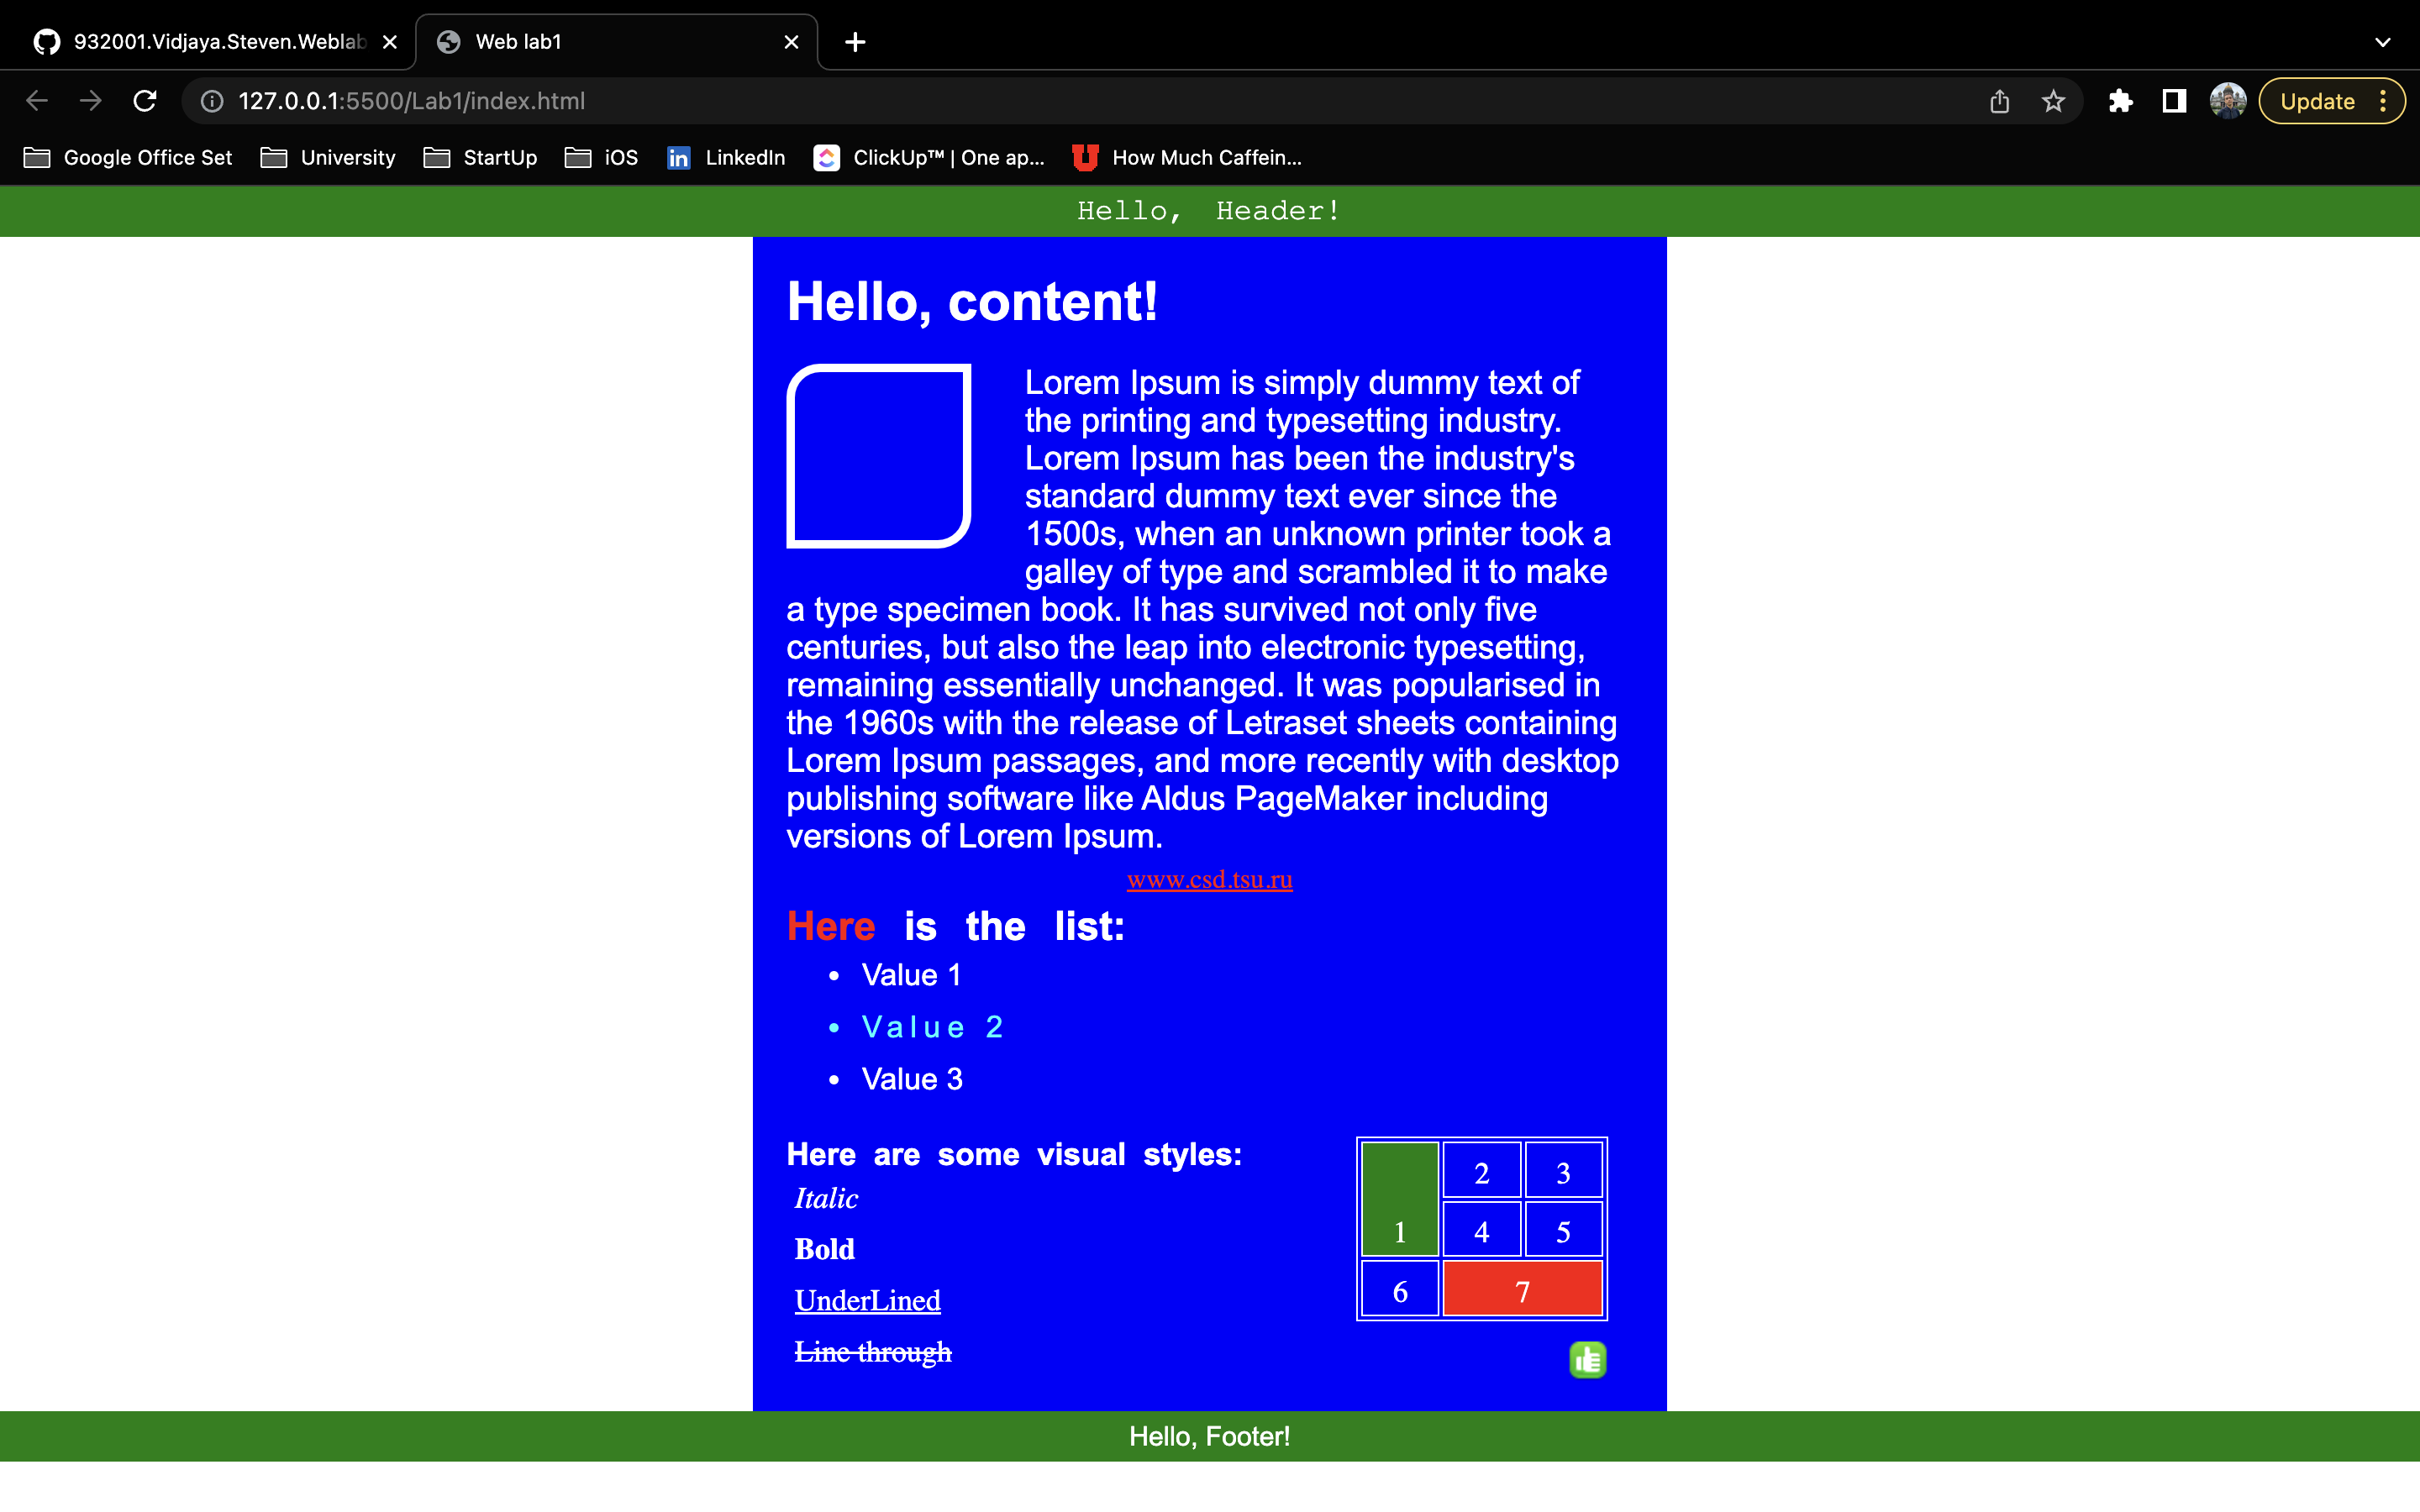 932001.Vidjaya.Steven.Weblab
Web lab1
127.0.0.1:5500/Lab1/index.html
Update
Google Office Set
University
StartUp
iOS
LinkedIn
ClickUp™ | One ap...
How Much Caffein...
Hello, Header!
Hello, content!
Lorem Ipsum is simply dummy text of
the printing and typesetting industry.
Lorem Ipsum has been the industry's
standard dummy text ever since the
1500s, when an unknown printer took a
galley of type and scrambled it to make
a type specimen book. It has survived not only five
centuries, but also the leap into electronic typesetting,
remaining essentially unchanged. It was popularised in
the 1960s with the release of Letraset sheets containing
Lorem Ipsum passages, and more recently with desktop
publishing software like Aldus PageMaker including
versions of Lorem Ipsum.
www.csd.tsu.ru
Here is the list:
• Value 1
• Value 2
• Value 3
Here are some visual styles:
Italic
Bold
UnderLined
Line through
2 3
1 4 5
6 7
Hello, Footer!